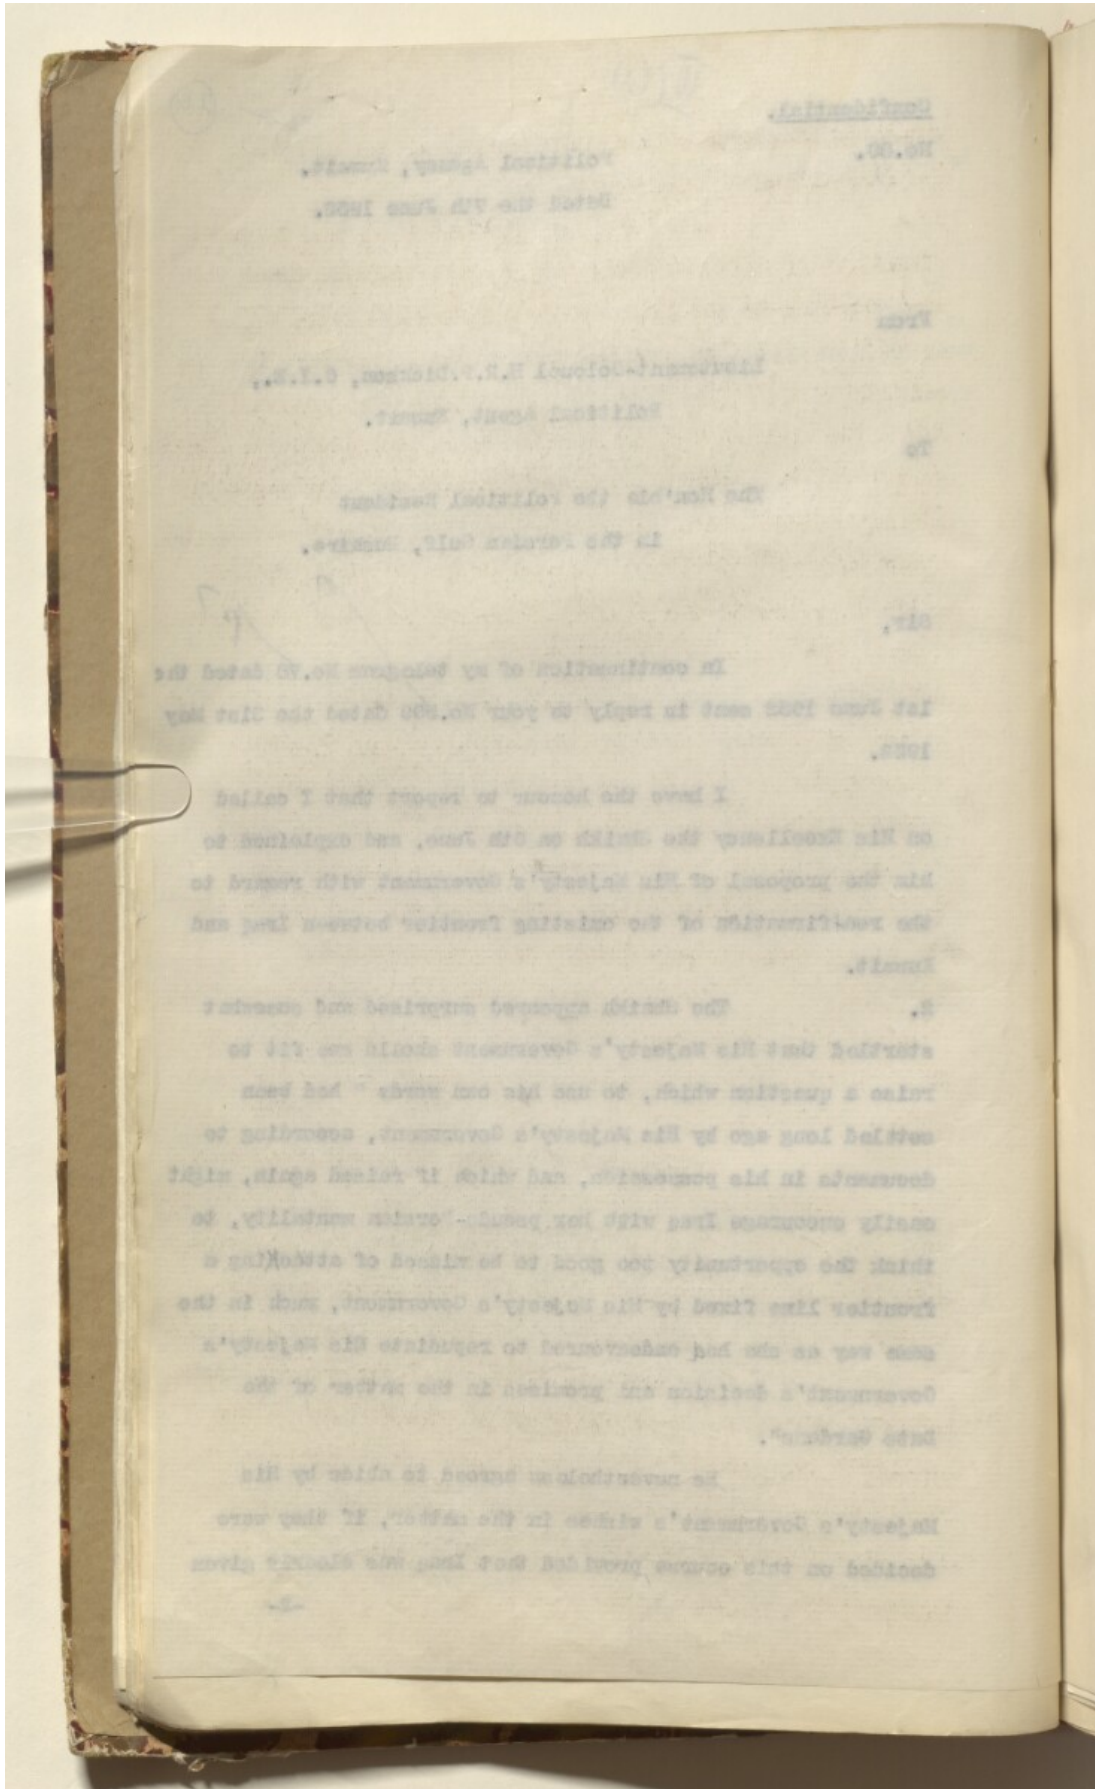 Confidential.
No.80.
Political Agency, Kuwait.
Dated the 7th June 1932.
From
Lieutenant-Colonel H.R.P.Dickson, C.I.E.,
Political Agent, Kuwait.
To
The Hon'ble the Political Resident
in the Persian Gulf, Bushire.
Sir,
In continuation of my telegram No.78 dated the
1st June 1932 sent in reply to your No.500 dated the 31st May
1932.
I have the honour to report that I called
on His Excellency the Shaikh on 6th June, and explained to
him the proposal of His Majesty's Government with regard to
the reaffirmation of the existing frontier between Iraq and
Kuwait.
2. The Shaikh appeared surprised and somewhat
startled that His Majesty's Government should see fit to
raise a question which, to use his own words " had been
settled long ago by His Majesty's Government, according to
documents in his possession, and which if raised again, might
easily encourage Iraq with her pseudo-Persian mentality, to
think the opportunity too good to be missed of attacking a
frontier line fixed by His Majesty's Government, much in the
same way as she had endeavoured to repudiate His Majesty's
Government's decision and promises in the matter of the
Date Gardens".
He nevertheless agreed to abide by His
Majesty's Government's wishes in the matter, if they were
decided on this course provided that Iraq was clearly given
-2-